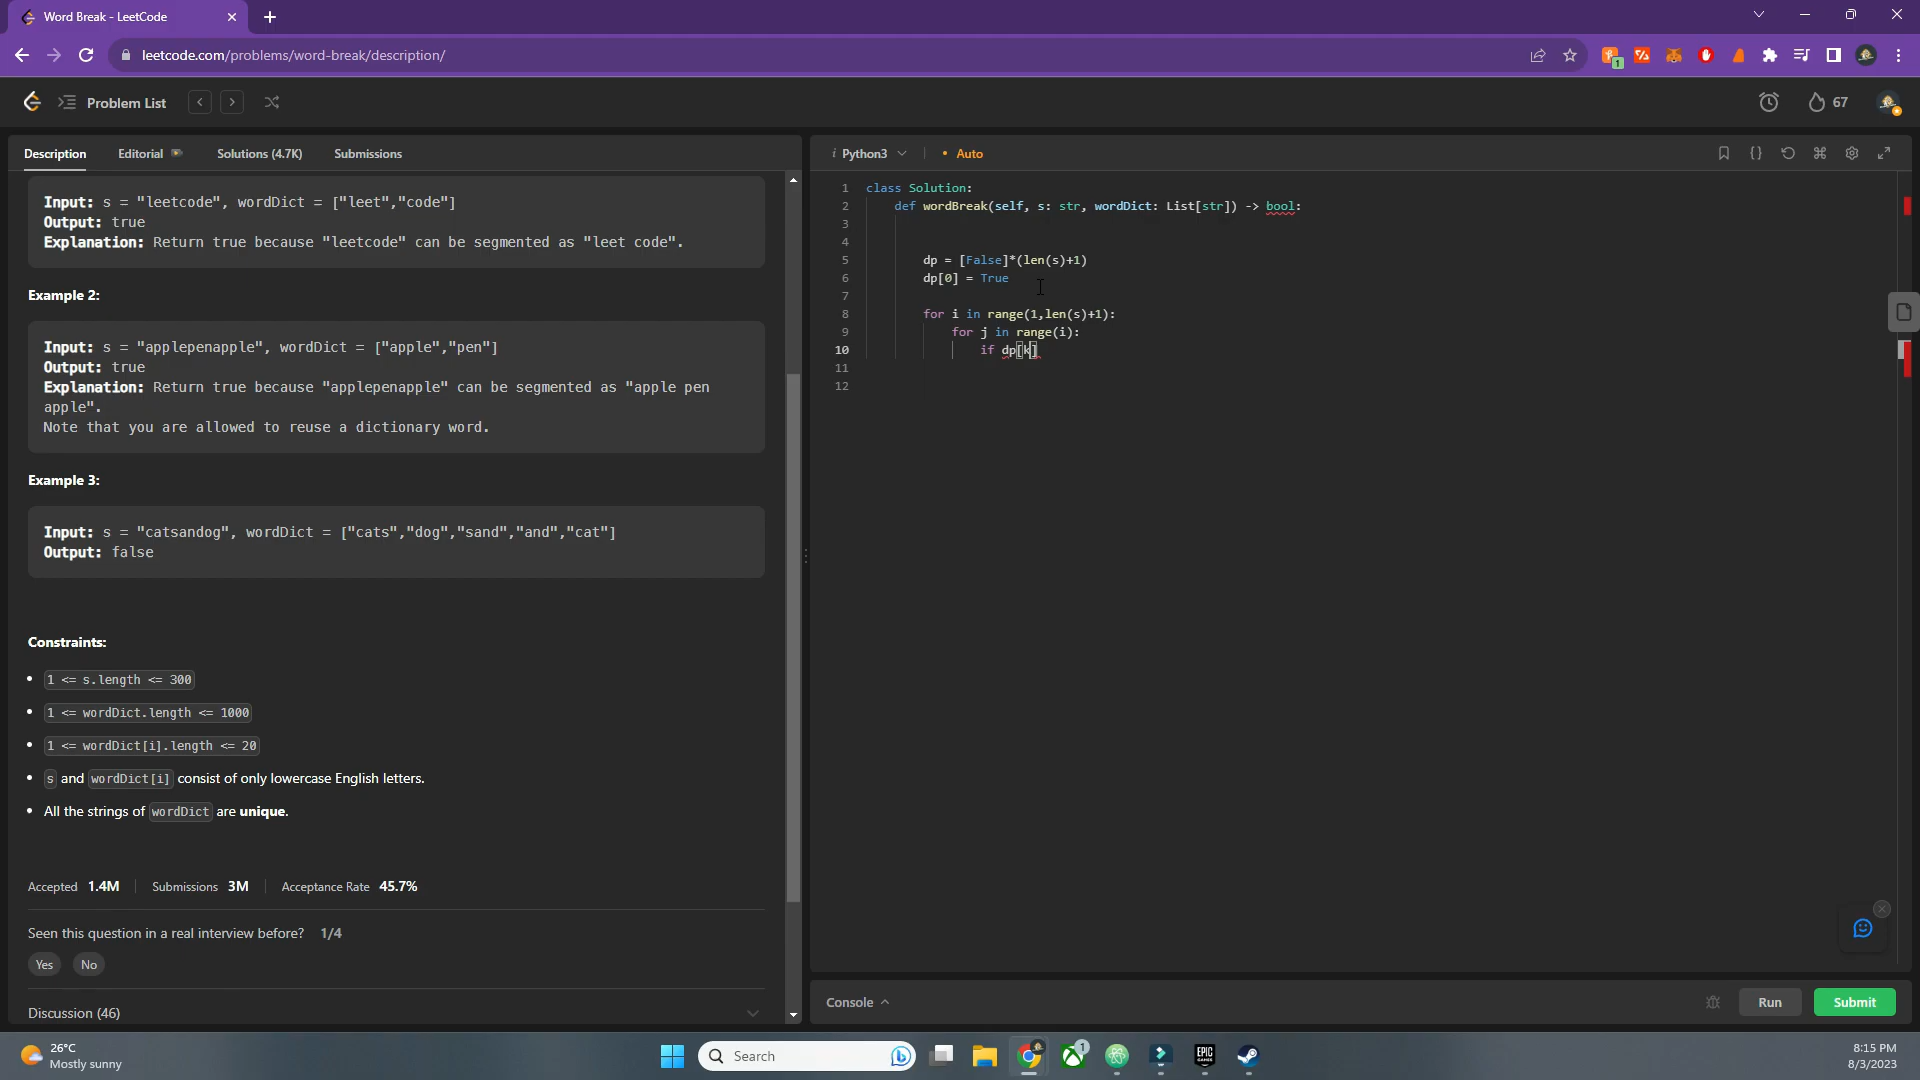 Word Break - LeetCode
leetcode.com/problems/word-break/description/
1
Problem List
67
Description
Editorial
Solutions (4.7K)
Submissions
Input: s = "leetcode", wordDict = ["leet","code"]
Output: true
Explanation: Return true because "leetcode" can be segmented as "leet code".
Example 2:
Input: s = "applepenapple", wordDict = ["apple","pen"]
Output: true
Explanation: Return true because "applepenapple" can be segmented as "apple pen
apple".
Note that you are allowed to reuse a dictionary word.
Example 3:
Input: s = "catsandog", wordDict = ["cats","dog","sand","and","cat"]
Output: false
Constraints:
• 1 <= s.length <= 300
• 1 <= wordDict.length <= 1000
• 1 <= wordDict[i].length <= 20
• s and wordDict[i] consist of only lowercase English letters.
• All the strings of wordDict are unique.
Accepted 1.4M Submissions 3M Acceptance Rate 45.7%
Seen this question in a real interview before? 1/4
Yes No
Discussion (46)
i Python3 • Auto
1 class Solution:
2 def wordBreak(self, s: str, wordDict: List[str]) -> bool:
3
4
5 dp = [False]*(len(s)+1)
6 dp[0] = True
7
8 for i in range(1,len(s)+1):
9 for j in range(i):
10 if dp[k]
11
12
Console
Run
Submit
26°C
Mostly sunny
Search
1
EPIC
GAMES
8:15 PM
8/3/2023